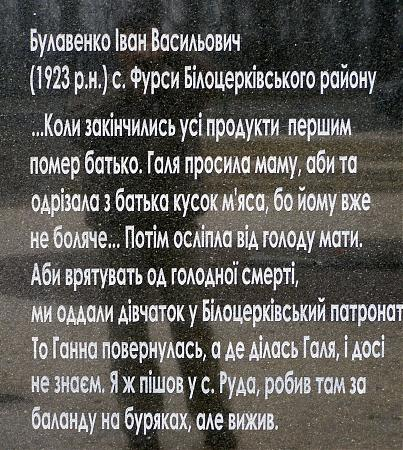 Булавенко Іван Васильович
(1923 р.н.) с. Фурси Білоцерківського району
...Коли закінчились усі продукти першим
помер батько. Галя просила маму, аби та
одрізала з батька кусок м'яса, бо йому вже
не боляче... Потім осліпла від голоду мати.
Аби врятувать од голодної смерті,
ми оддали дівчаток у Білоцерківський патронат
То Ганна повернулась, а де ділась Галя, і досі
не знаєм. Я ж пішов у с. Руда, робив там за
баланду на буряках, але вижив.